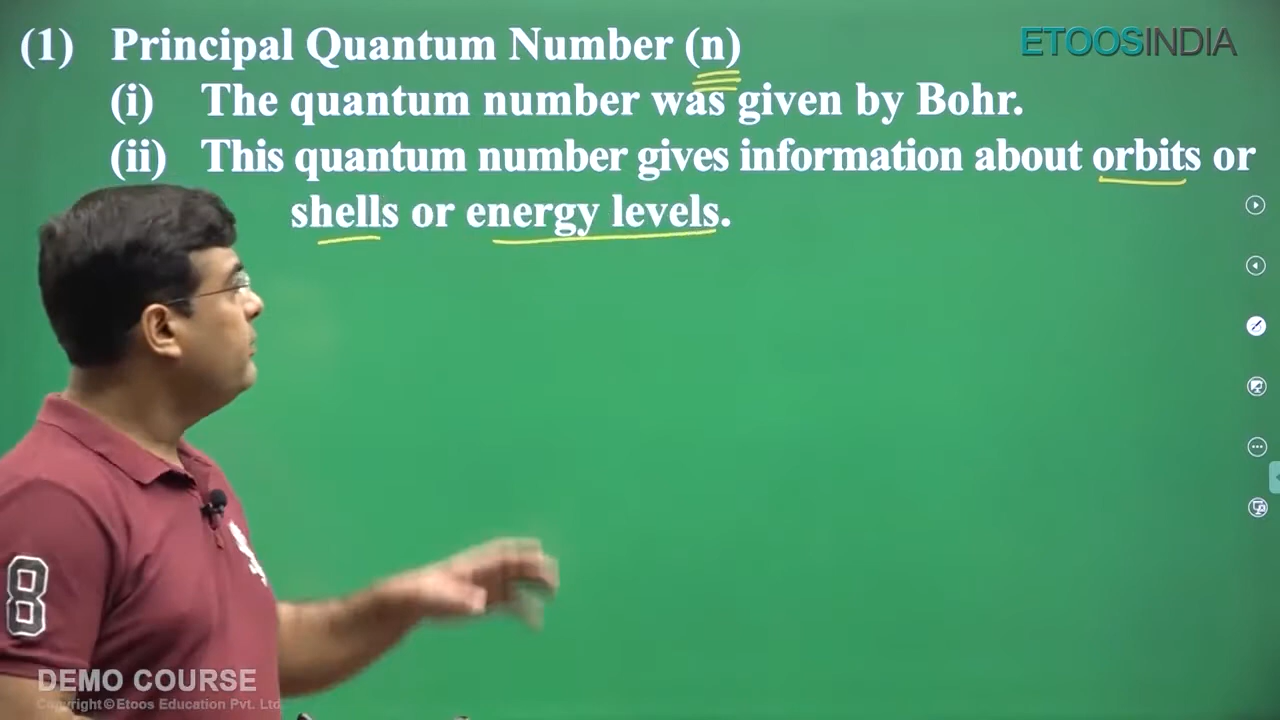 (1) Principal Quantum Number (n)
ETOOSINDIA
(i) The quantum number was given by Bohr.
(ii) This quantum number gives information about orbits or
shells or energy levels.
8
DEMO COURSE
Copyright©Etoos Education Pvt. Ltd.